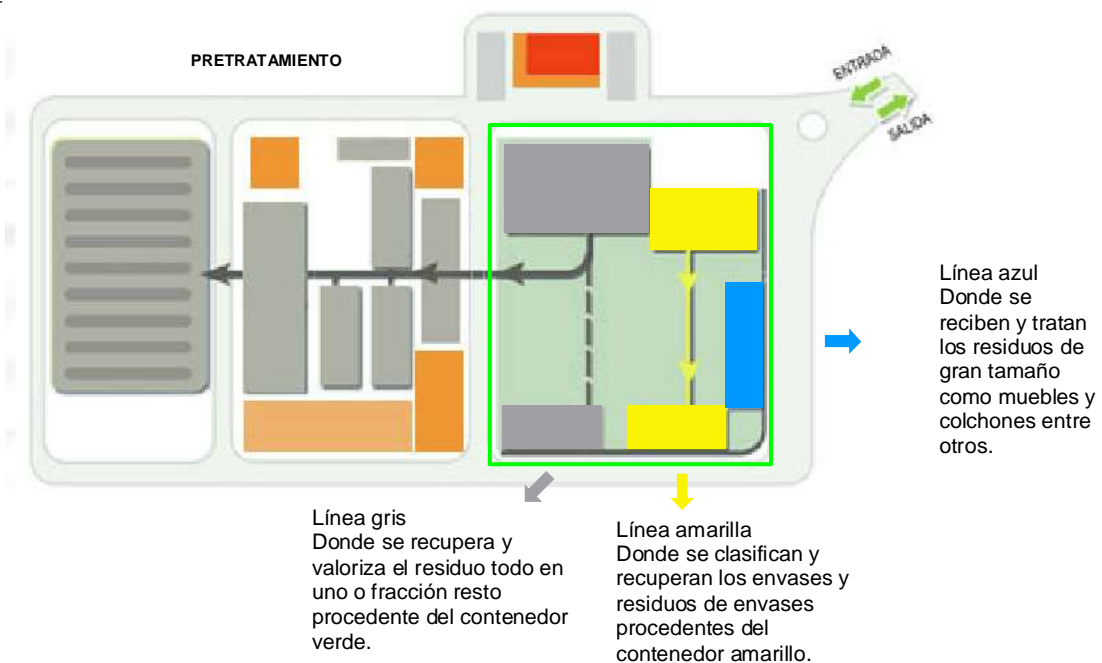 PRETRATAMIENTO
ENTRADA
SALIDA
Línea azul
Donde se
reciben y tratan
los residuos de
gran tamaño
como muebles y
colchones entre
otros.
Línea gris
Donde se recupera y
valoriza el residuo todo en
uno o fracción resto
procedente del contenedor
verde.
Línea amarilla
Donde se clasifican y
recuperan los envases y
residuos de envases
procedentes del
contenedor amarillo.